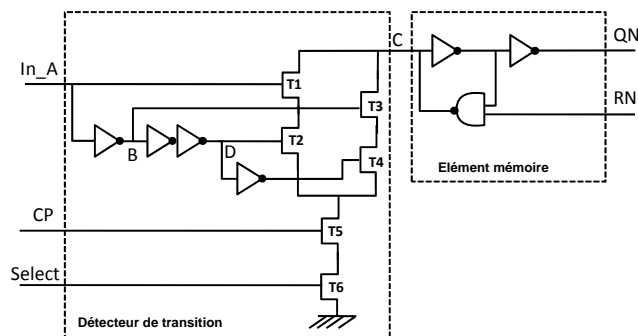 C
QN
In_A
T1
T3
RN
B
D
T2
T4
Elément mémoire
CP
T5
Select
T6
Détecteur de transition